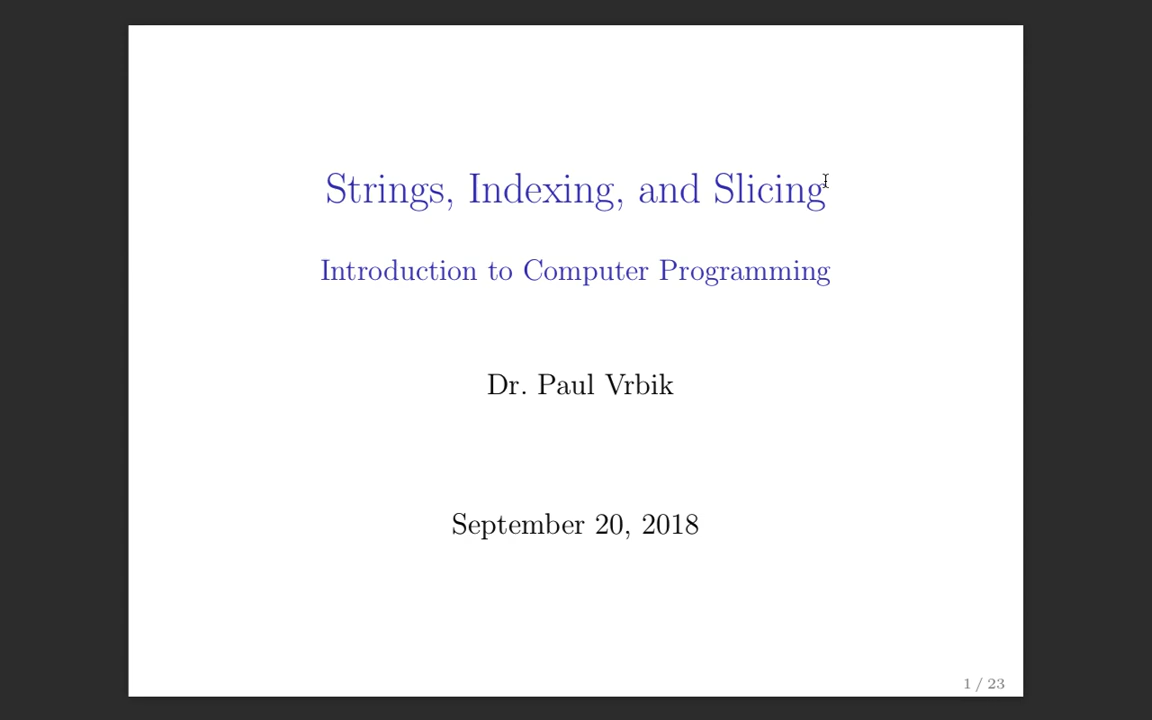 Strings, Indexing, and Slicing
Introduction to Computer Programming
Dr. Paul Vrbik
September 20, 2018
1 / 23